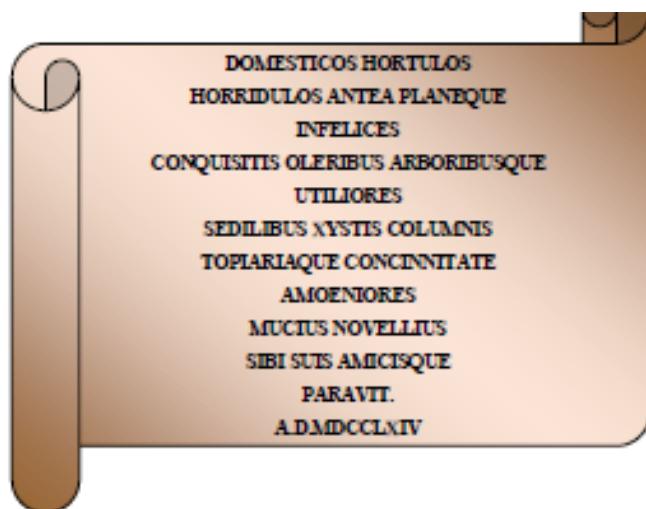 DOMESTICOS HORTULOS
HORRIDULOS ANTEA PLANEQUE
INFELICES
CONQUISITIS OLERIBUS ARBORIBUSQUE
UTILIORES
SEDILIBUS XYSTIS COLUMNIS
TOPIARIAQUE CONCINNITATE
AMOENIORES
MUCIUS NOVELLIUS
SIBI SUIS AMICISQUE
PARAVIT.
A.D.MDCCLXIV